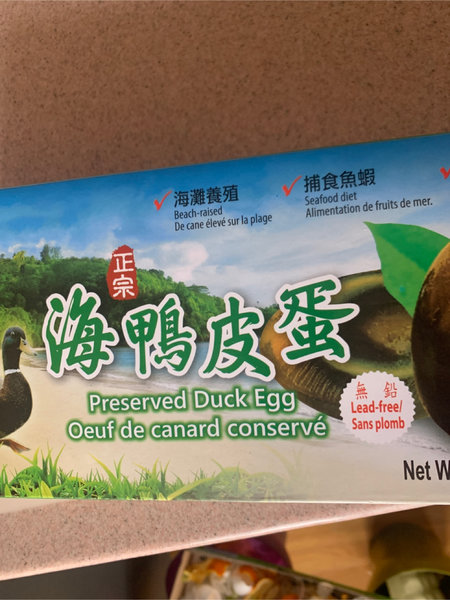 海灘養殖
Beach-raised
De cane élevé sur la plage
捕食魚蝦
Seafood diet
Alimentation de fruits de mer.
正宗
海鴨皮蛋
Preserved Duck Egg
Oeuf de canard conservé
無鉛
Lead-free/
Sans plomb
Net W